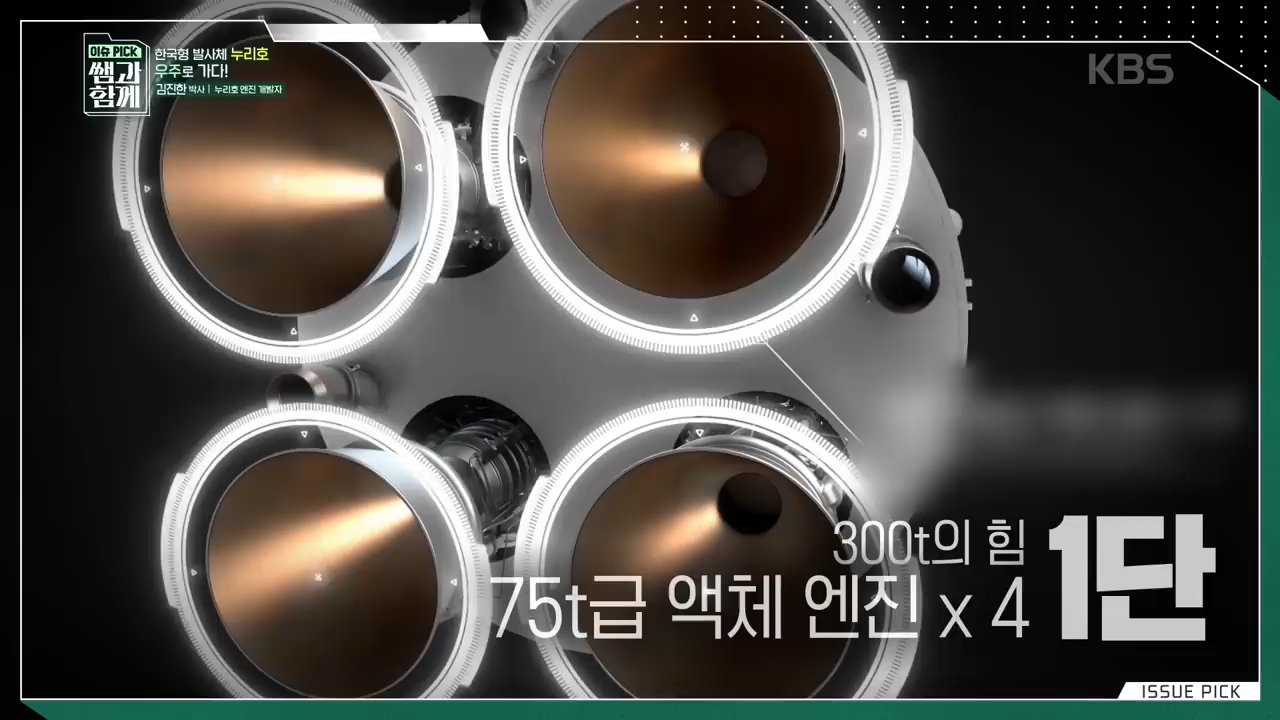 이슈 PICK
쌤과
함께
한국형 발사체 누리호
우주로 가다!
김진한 박사 | 누리호 엔진 개발자
KBS
300t의 힘
75t급 액체 엔진 x 4
1단
ISSUE PICK